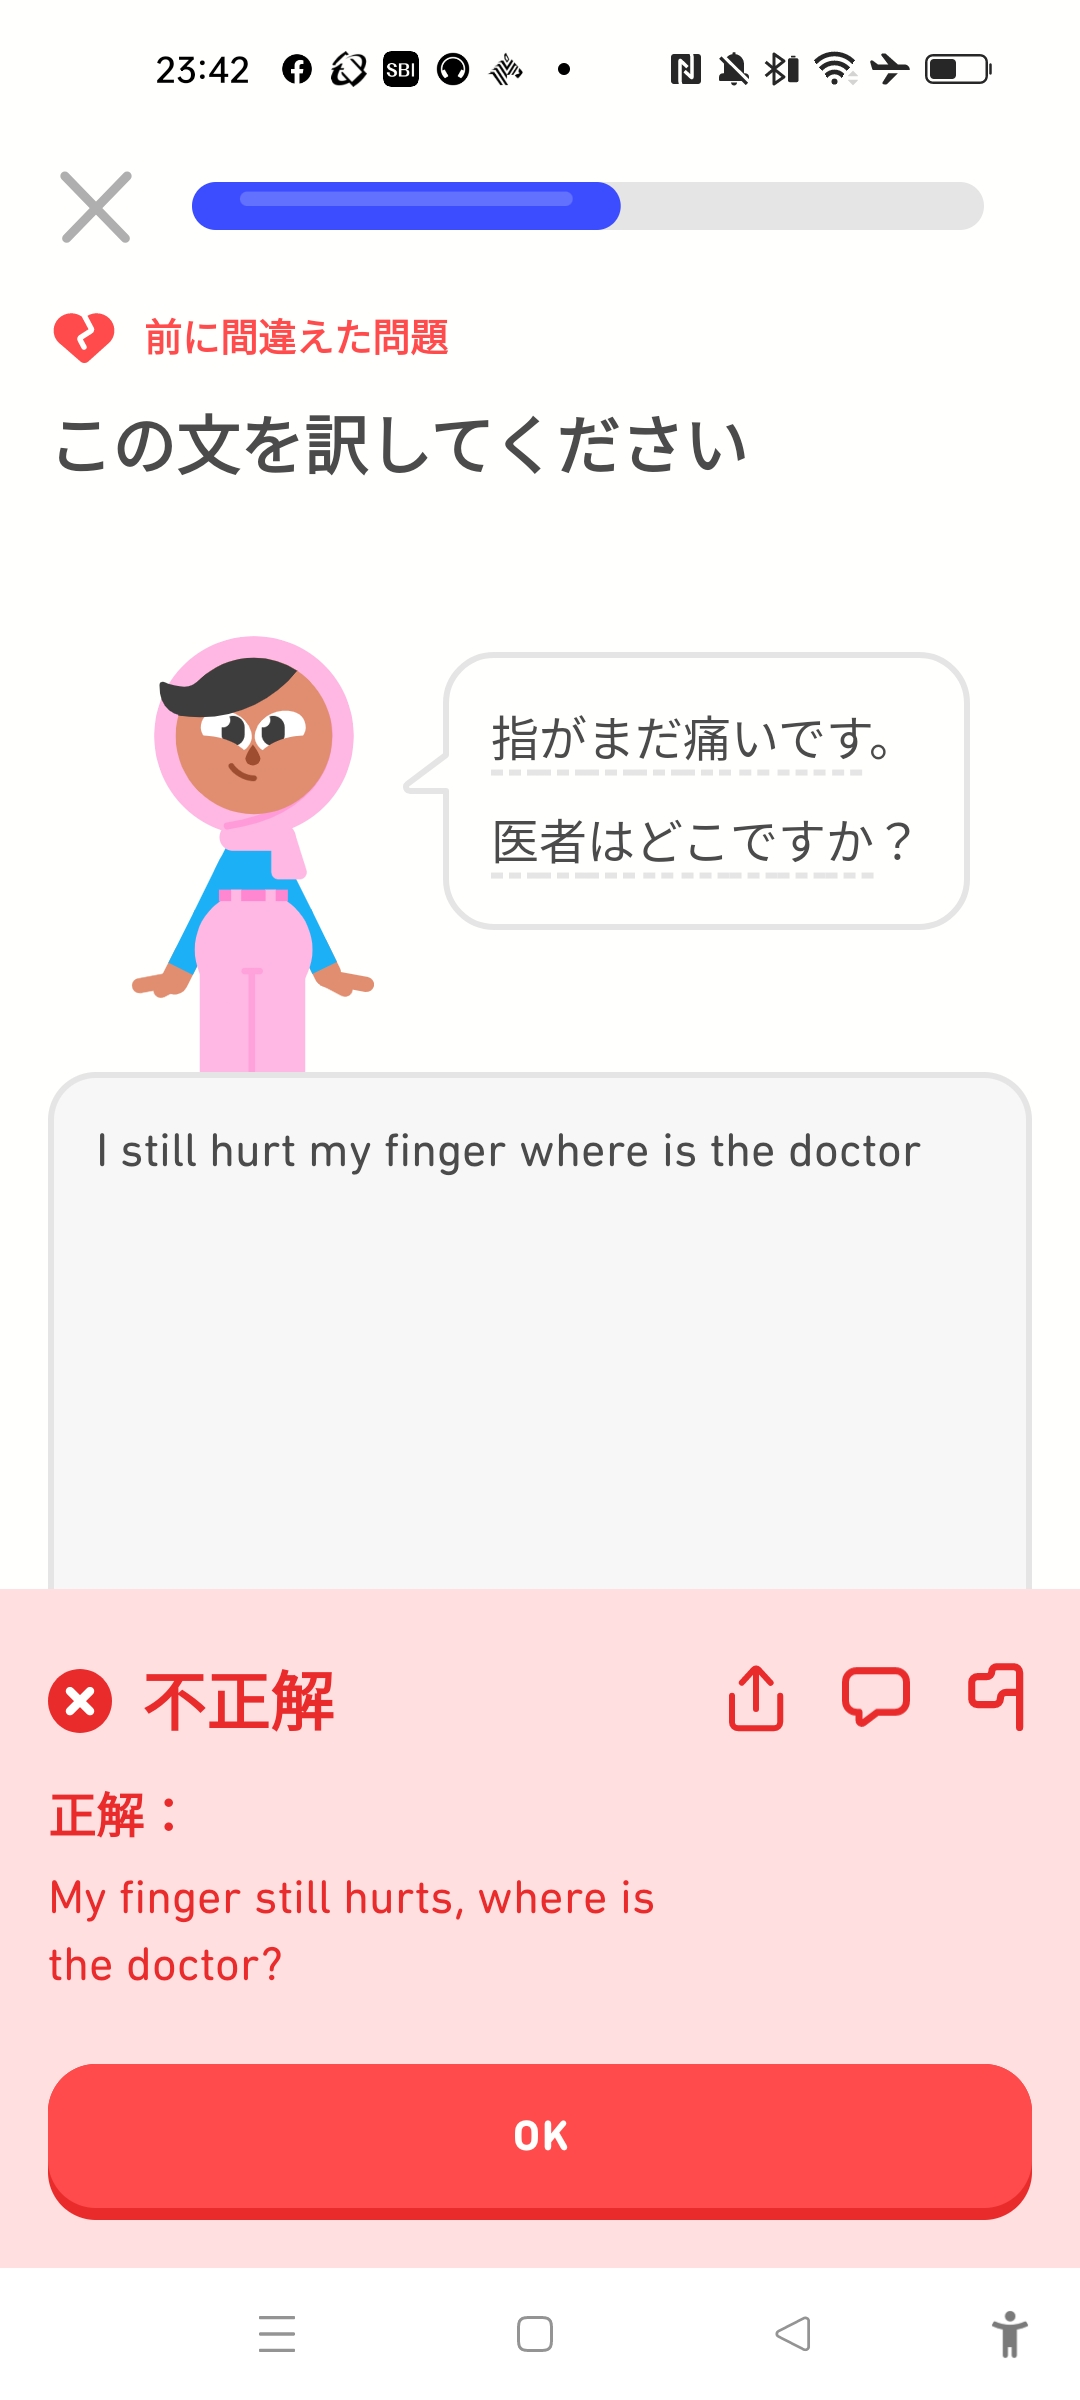 23:42
SBI
前に間違えた問題
この文を訳してください
指がまだ痛いです。
医者はどこですか？
I still hurt my finger where is the doctor
不正解
正解：
My finger still hurts, where is
the doctor?
OK